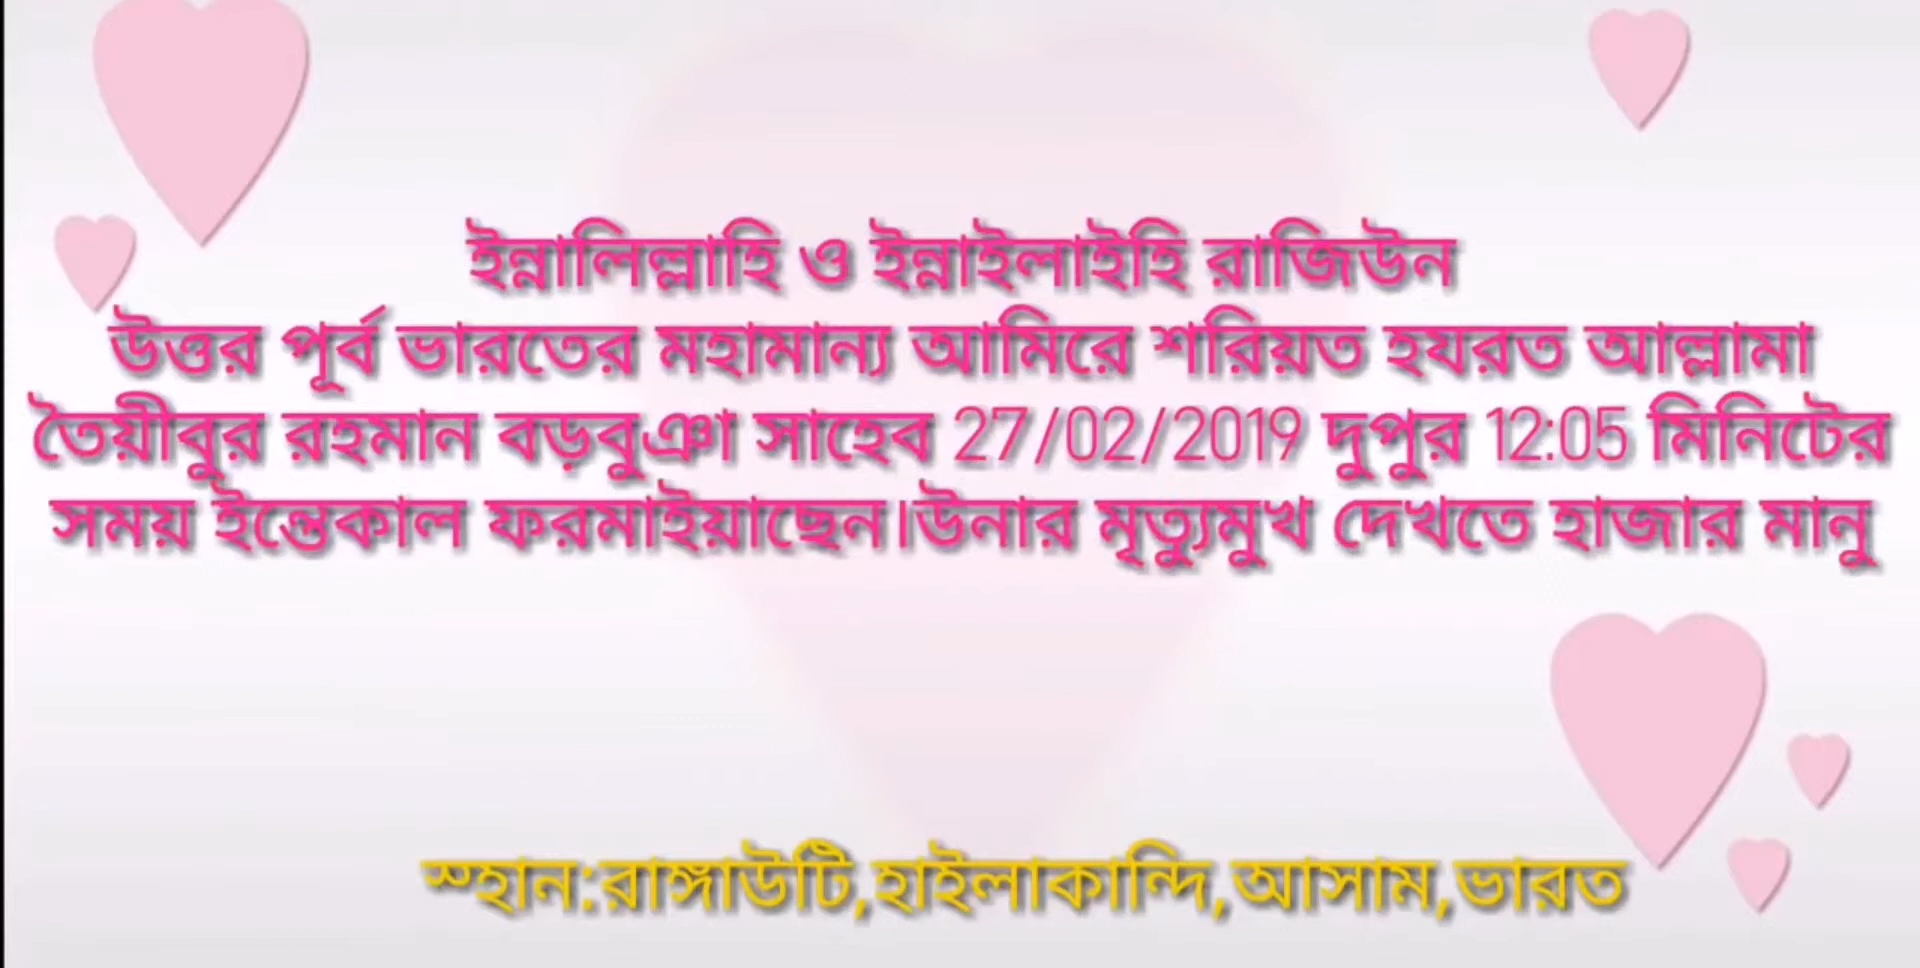 ইন্নালিল্লাহি ও ইন্নাইলাইহি রাজিউন
উত্তর পূর্ব ভারতের মহামান্য আমিরে শরিয়ত হযরত আল্লামা
তৈয়ীবুর রহমান বড়বুঞা সাহেব 27/02/2019 দুপুর 12:05 মিনিটের
সময় ইন্তেকাল ফরমাইয়াছেন।উনার মৃত্যুমুখ দেখতে হাজার মানু
স্হান:রাঙ্গাউটি,হাইলাকান্দি,আসাম,ভারত